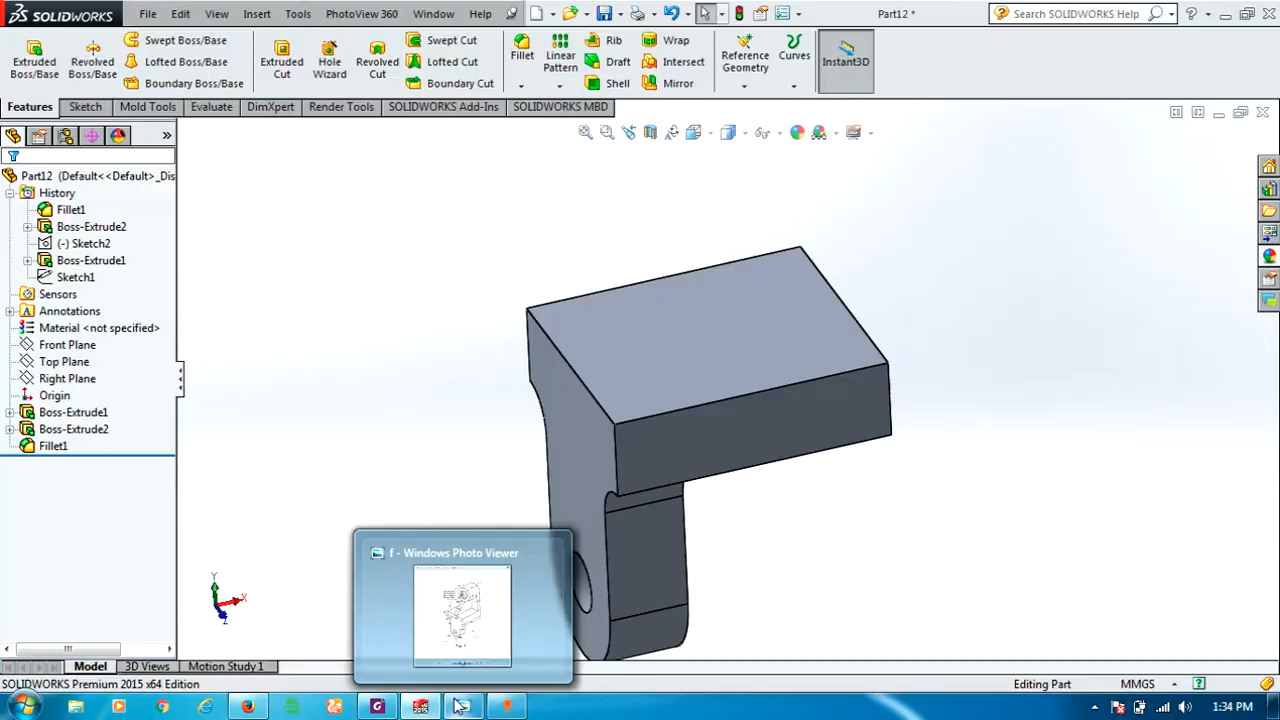 SOLIDWORKS File Edit View Insert Tools PhotoView 360 Window Help Part12 * Search SOLIDWORKS Help
Extruded Boss/Base
Revolved Boss/Base
Swept Boss/Base
Lofted Boss/Base
Boundary Boss/Base
Extruded Cut
Hole Wizard
Revolved Cut
Swept Cut
Lofted Cut
Boundary Cut
Fillet
Linear Pattern
Rib
Draft
Shell
Wrap
Intersect
Mirror
Reference Geometry
Curves
Instant3D
Features Sketch Mold Tools Evaluate DimXpert Render Tools SOLIDWORKS Add-Ins SOLIDWORKS MBD
Part12 (Default<<Default>_Dis
History
Fillet1
Boss-Extrude2
(-) Sketch2
Boss-Extrude1
Sketch1
Sensors
Annotations
Material <not specified>
Front Plane
Top Plane
Right Plane
Origin
Boss-Extrude1
Boss-Extrude2
Fillet1
Y
X
Z
f - Windows Photo Viewer
Model 3D Views Motion Study 1
SOLIDWORKS Premium 2015 x64 Edition Editing Part MMGS
1:34 PM